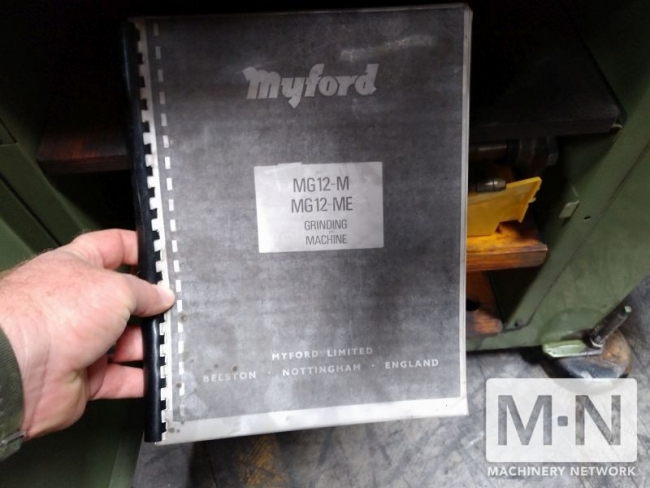 Myford
MG12-M
MG12-ME
GRINDING
MACHINE
MYFORD LIMITED
BEESTON · NOTTINGHAM · ENGLAND
M·N
MACHINERY NETWORK